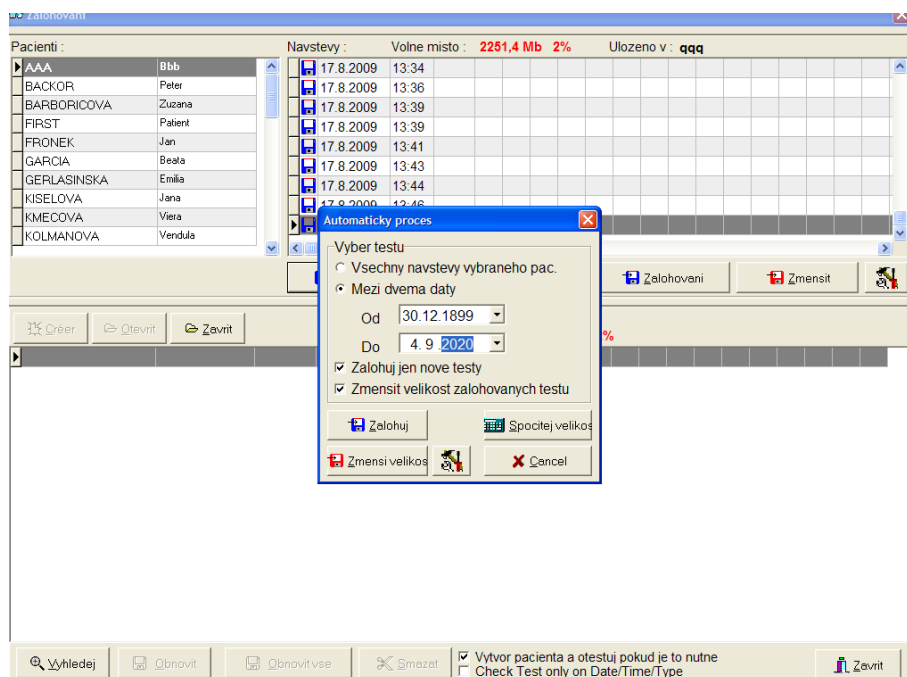 Zalohovani
Pacienti : Navstevy : Volne misto : 2251,4 Mb 2% Ulozeno v : qqq
AAA Bbb 17.8.2009 13:34
BACKOR Peter 17.8.2009 13:36
BARBORICOVA Zuzana 17.8.2009 13:39
FIRST Patient 17.8.2009 13:39
FRONEK Jan 17.8.2009 13:41
GARCIA Beata 17.8.2009 13:43
GERLASINSKA Emilia 17.8.2009 13:44
KISELOVA Jana 17.8.2009 13:46
KMECOVA Viera
KOLMANOVA Vendula
Zalohovani Zmensit
Créer Otevrit Zavrit %
Automaticky proces
Vyber testu
Vsechny navstevy vybraneho pac.
Mezi dvema daty
Od 30.12.1899
Do 4. 9 .2020
Zalohuj jen nove testy
Zmensit velikost zalohovanych testu
Zalohuj Spocitej velikos
Zmensi velikos Cancel
Vyhledej Obnovit Obnovit vse Smazat Vytvor pacienta a otestuj pokud je to nutne
Check Test only on Date/Time/Type Zavrit